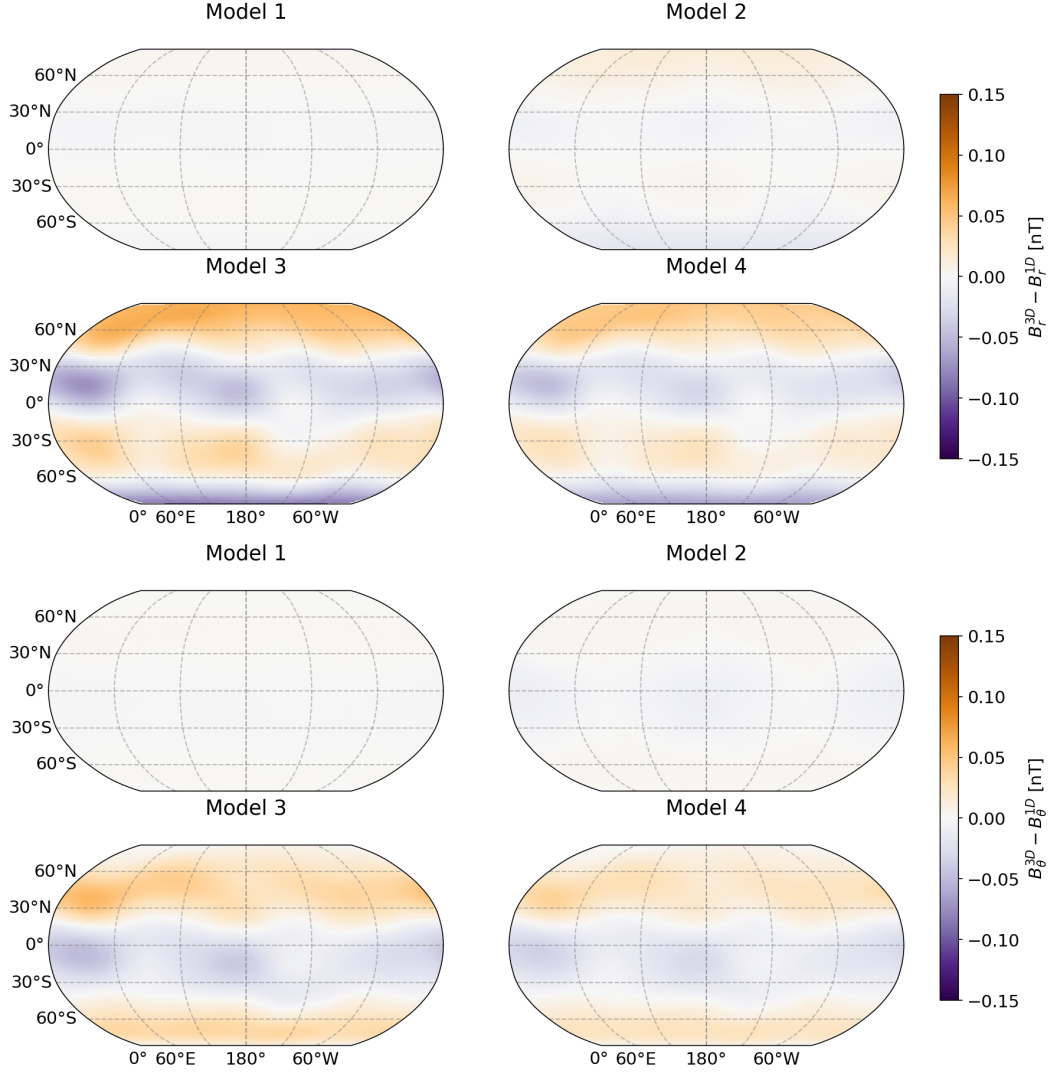 Model 1
Model 2
60°N
30°N
0°
30°S
60°S
Model 3
Model 4
60°N
30°N
0°
30°S
60°S
0° 60°E 180° 60°W
0° 60°E 180° 60°W
0.15
0.10
0.05
0.00
−0.05
−0.10
−0.15
B_r^{3D} − B_r^{1D} [nT]
Model 1
Model 2
60°N
30°N
0°
30°S
60°S
Model 3
Model 4
60°N
30°N
0°
30°S
60°S
0° 60°E 180° 60°W
0° 60°E 180° 60°W
0.15
0.10
0.05
0.00
−0.05
−0.10
−0.15
B_θ^{3D} − B_θ^{1D} [nT]